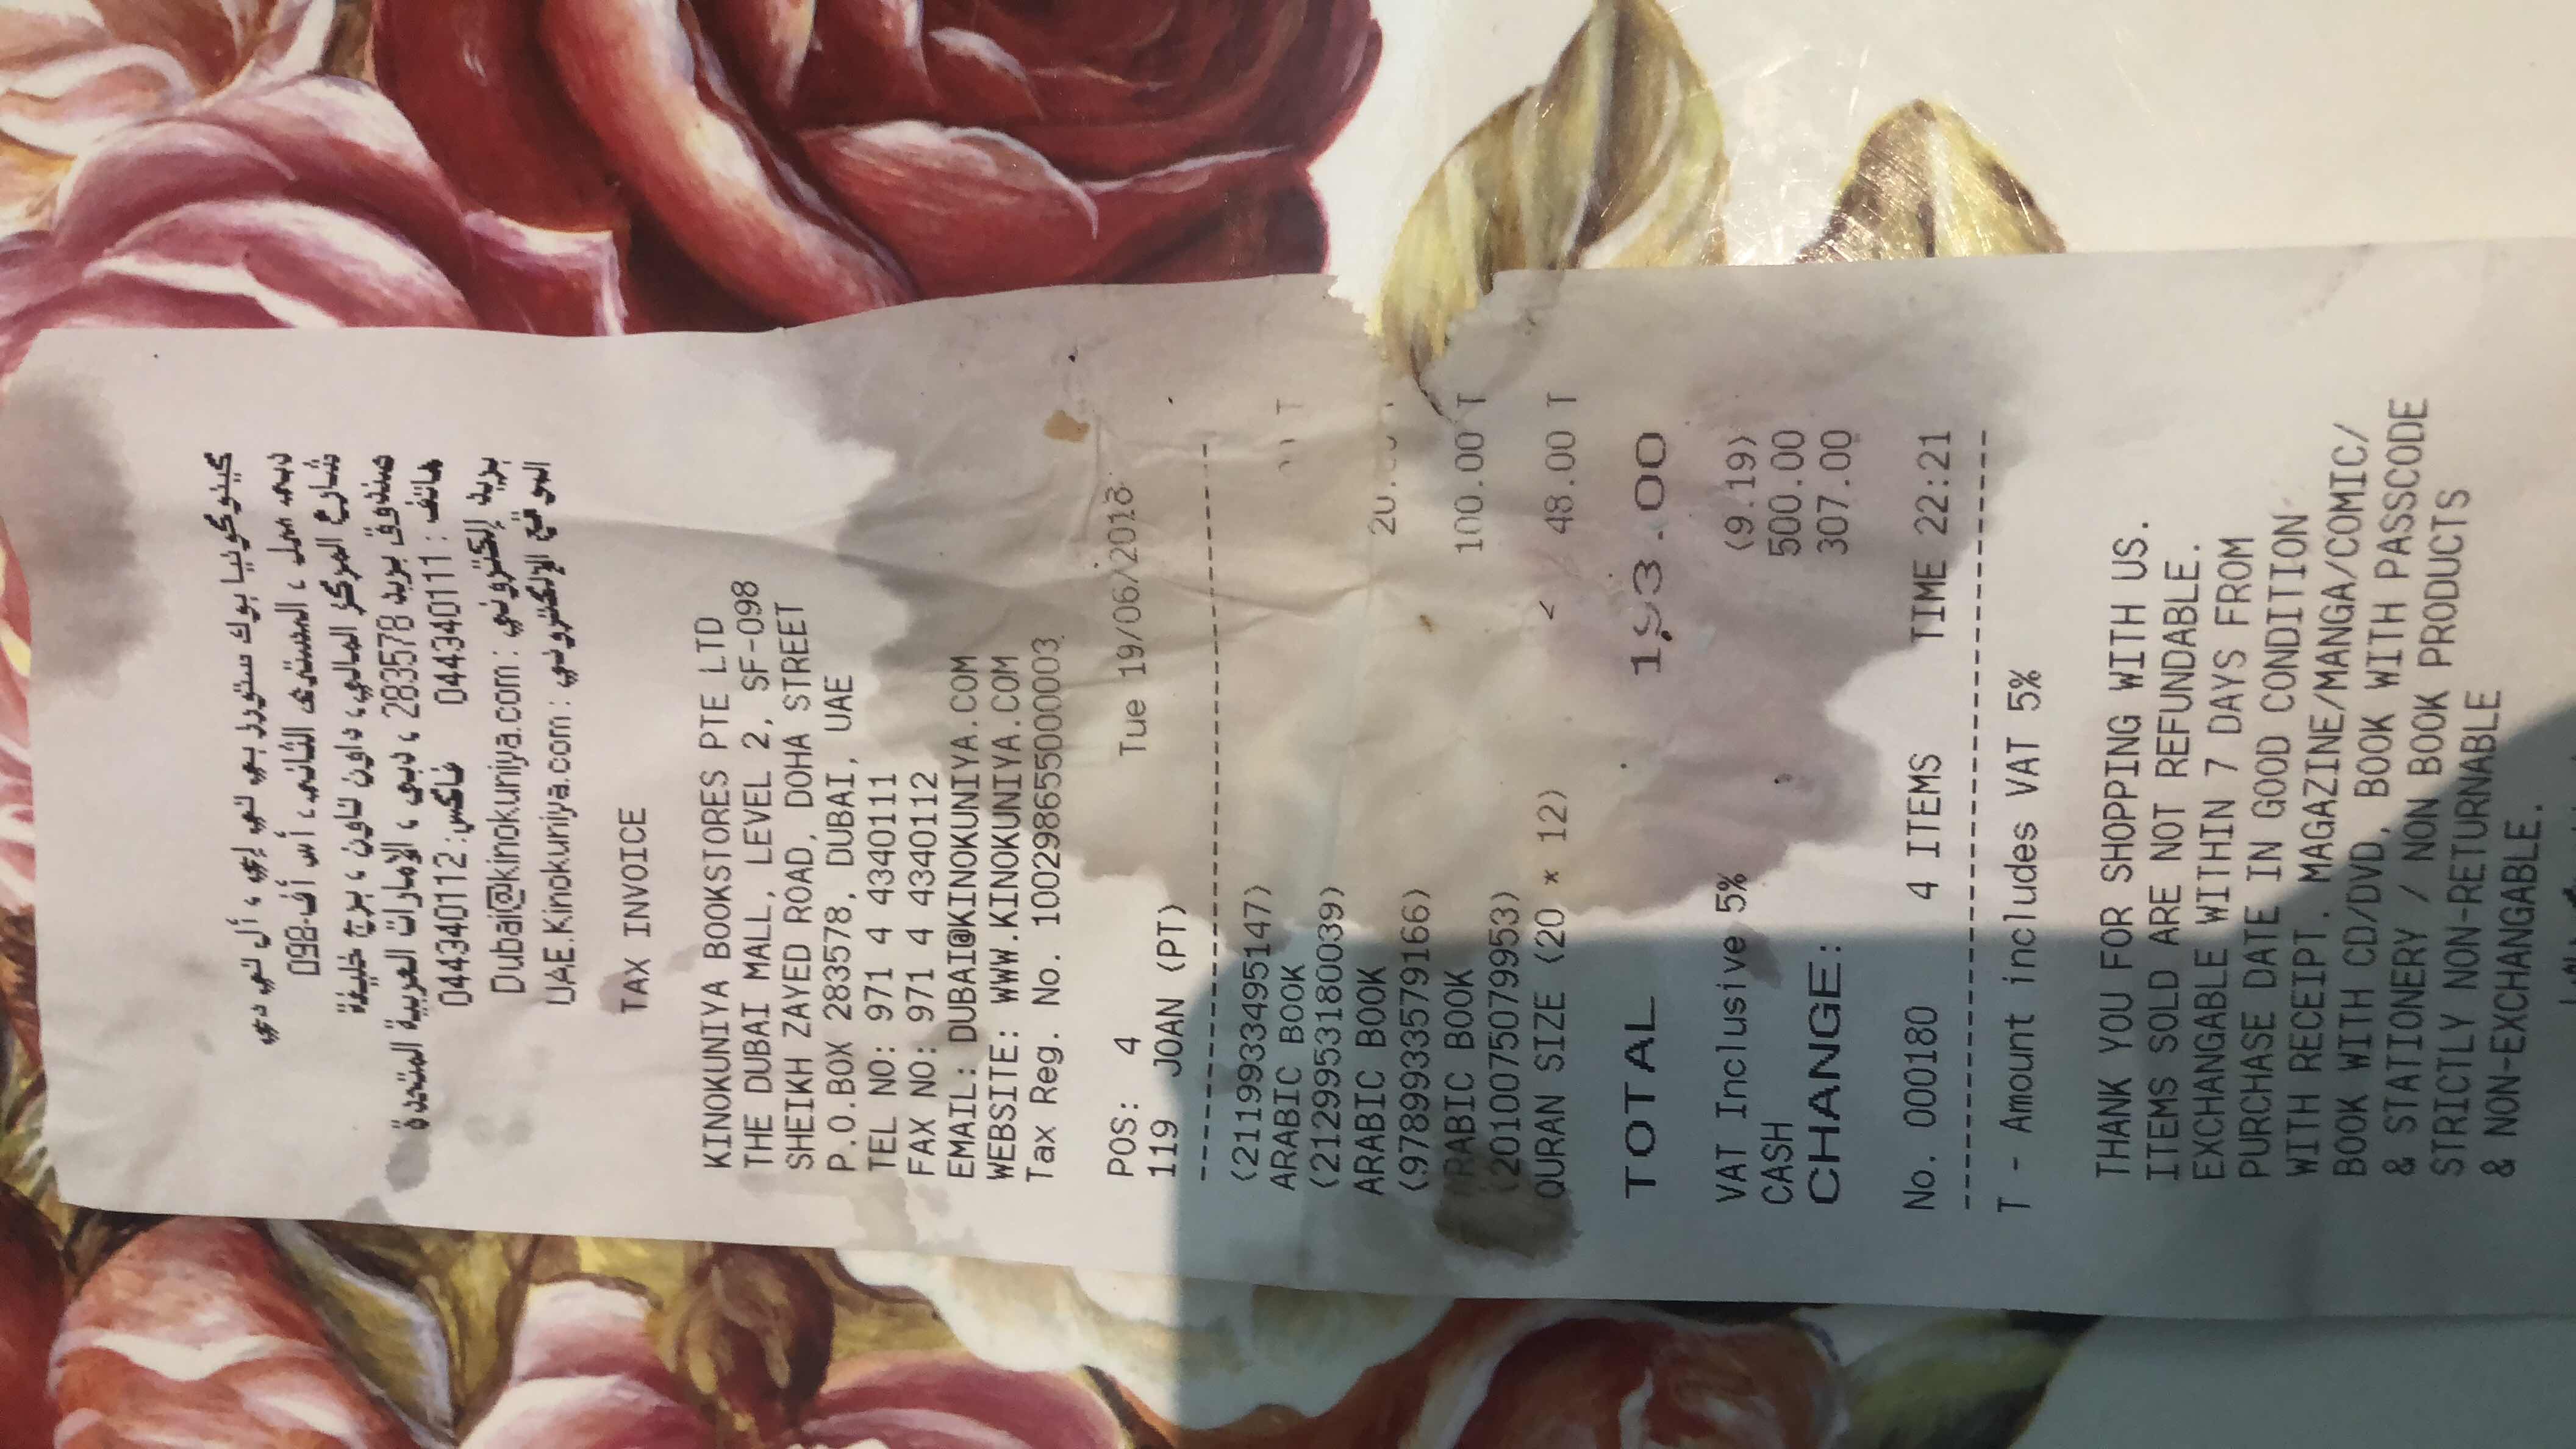 كينوكونيا بوك ستورز بي تي إي ، أل تي دي
دبي مول ، المستوى الثاني ، أس أف-098
شارع المركز المالي، داون تاون ، برج خليفة
صندوق بريد 283578 ، دبي ، الامارات العربية المتحدة
هاتف : 044340111 فاكس: 044340112
بريد إلكتروني : Dubai@kinokuniya.com
الموقع الإلكتروني : UAE.Kinokuniya.com
TAX INVOICE
KINOKUNIYA BOOKSTORES PTE LTD
THE DUBAI MALL, LEVEL 2, SF-098
SHEIKH ZAYED ROAD, DOHA STREET
P.O.BOX 283578, DUBAI, UAE
TEL NO: 971 4 4340111
FAX NO: 971 4 4340112
EMAIL: DUBAI@KINOKUNIYA.COM
WEBSITE: WWW.KINOKUNIYA.COM
Tax Reg. No. 100298655000003
POS: 4 Tue 19/06/2018
119 JOAN (PT)
(2119933495147)
ARABIC BOOK T
(2129953180039)
ARABIC BOOK
(9789933579166)
ARABIC BOOK 100.00 T
(2010075079953)
QURAN SIZE (20 * 12) 48.00 T
TOTAL 193.00
VAT Inclusive 5% (9.19)
CASH 500.00
CHANGE: 307.00
No. 000180 4 ITEMS TIME 22:21
T - Amount includes VAT 5%
THANK YOU FOR SHOPPING WITH US.
ITEMS SOLD ARE NOT REFUNDABLE.
EXCHANGABLE WITHIN 7 DAYS FROM
PURCHASE DATE IN GOOD CONDITION
WITH RECEIPT. MAGAZINE/MANGA/COMIC/
BOOK WITH CD/DVD, BOOK WITH PASSCODE
& STATIONERY / NON BOOK PRODUCTS
STRICTLY NON-RETURNABLE
& NON-EXCHANGABLE.